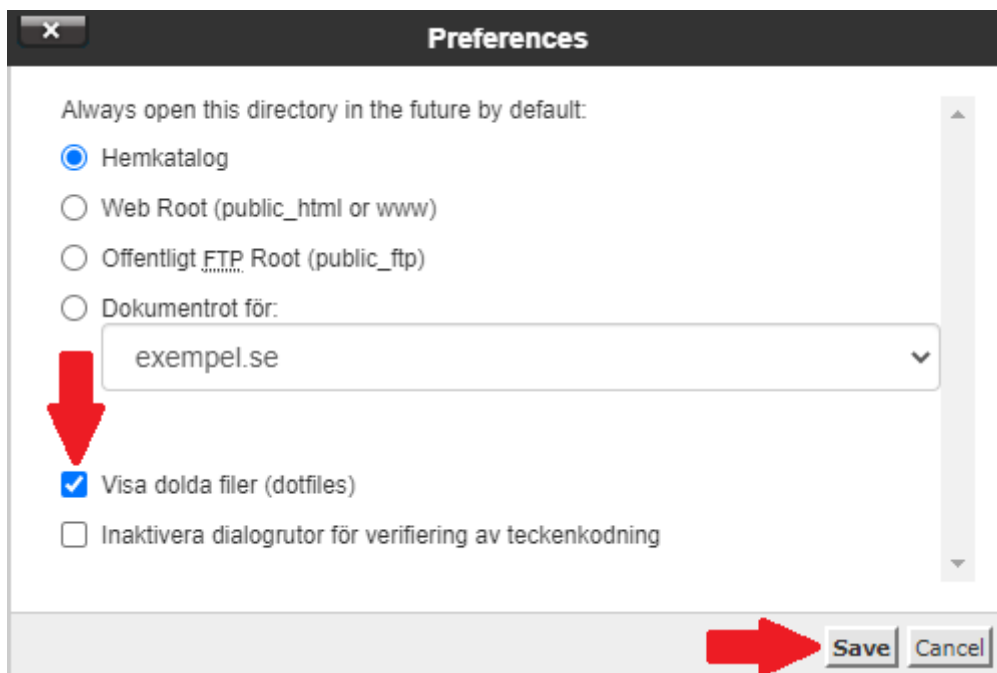 Preferences
Always open this directory in the future by default:
Hemkatalog
Web Root (public_html or www)
Offentligt FTP Root (public_ftp)
Dokumentrot för:
exempel.se
Visa dolda filer (dotfiles)
Inaktivera dialogrutor för verifiering av teckenkodning
Save Cancel